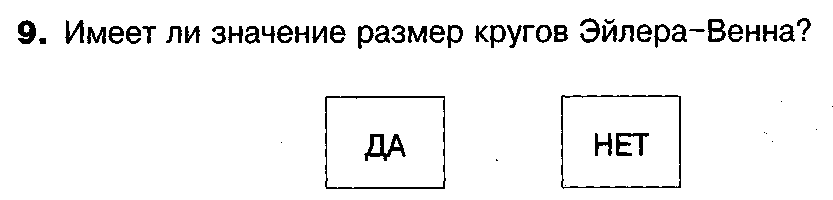 9. Имеет ли значение размер кругов Эйлера-Венна?
ДА НЕТ